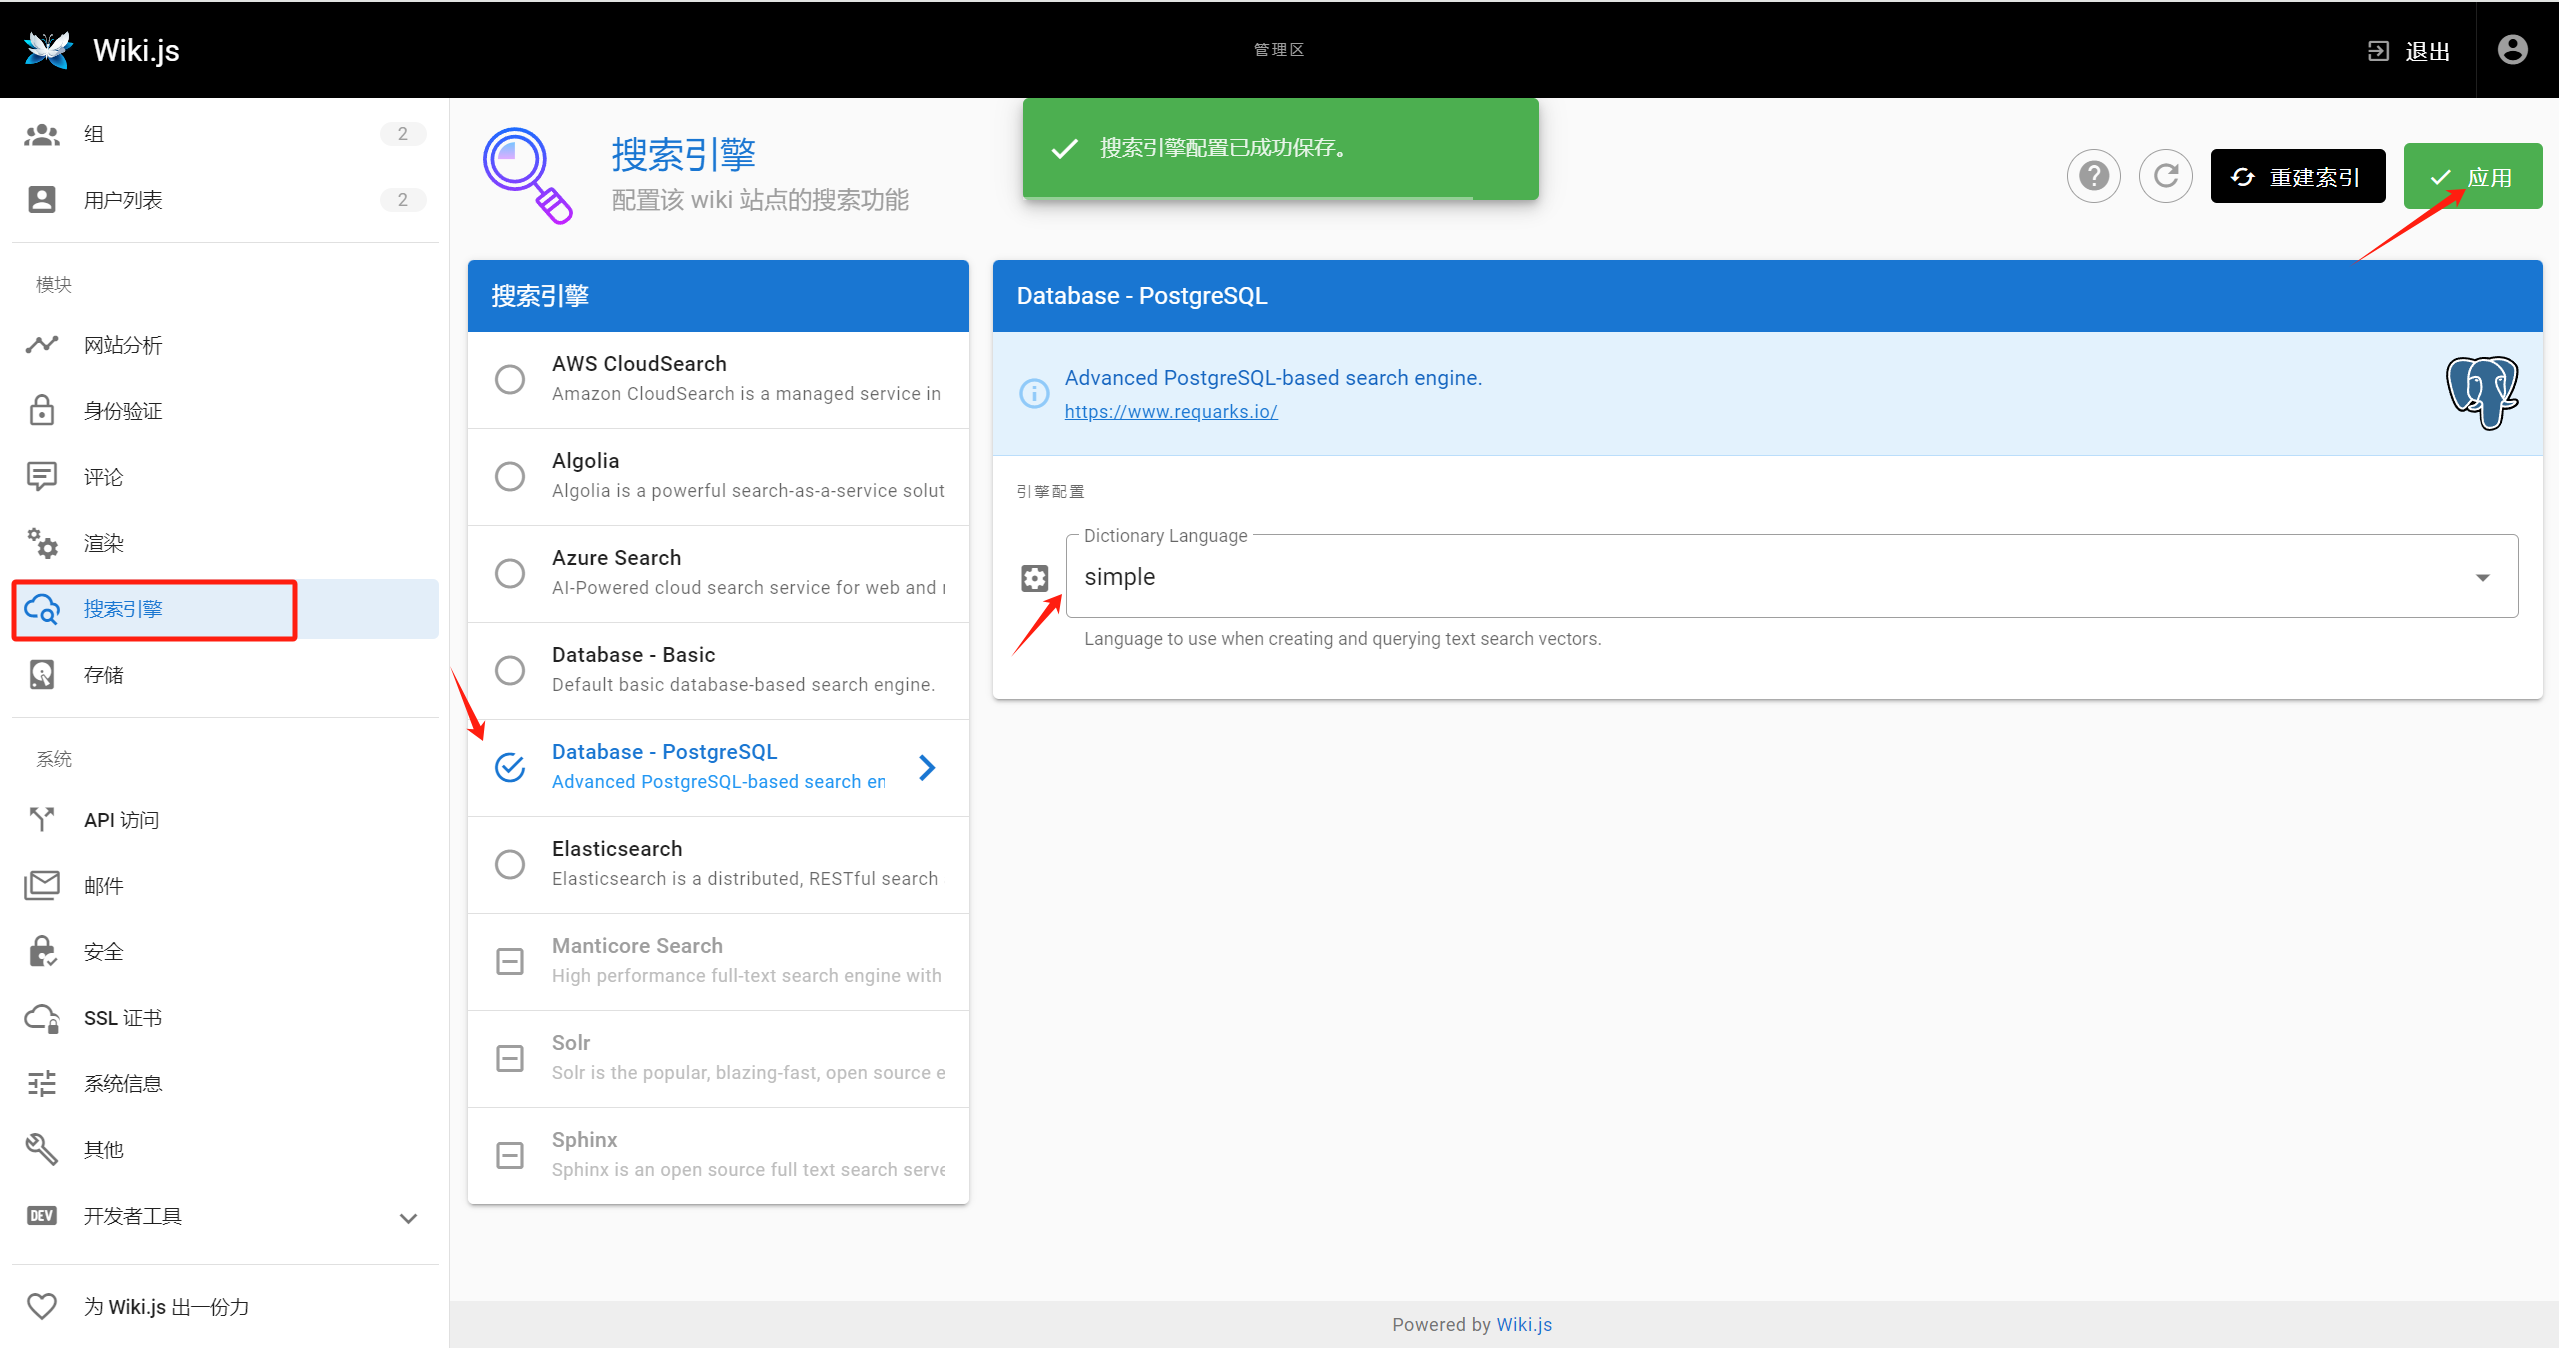 Wiki.js
管理区
退出
组
2
用户列表
2
模块
网站分析
身份验证
评论
渲染
搜索引擎
存储
系统
API 访问
邮件
安全
SSL 证书
系统信息
其他
DEV
开发者工具
为 Wiki.js 出一份力
搜索引擎
配置该 wiki 站点的搜索功能
搜索引擎配置已成功保存。
重建索引
应用
搜索引擎
AWS CloudSearch
Amazon CloudSearch is a managed service in
Algolia
Algolia is a powerful search-as-a-service solut
Azure Search
AI-Powered cloud search service for web and
Database - Basic
Default basic database-based search engine.
Database - PostgreSQL
Advanced PostgreSQL-based search en
Elasticsearch
Elasticsearch is a distributed, RESTful search
Manticore Search
High performance full-text search engine with
Solr
Solr is the popular, blazing-fast, open source e
Sphinx
Sphinx is an open source full text search serve
Database - PostgreSQL
Advanced PostgreSQL-based search engine.
https://www.requarks.io/
引擎配置
Dictionary Language
simple
Language to use when creating and querying text search vectors.
Powered by Wiki.js